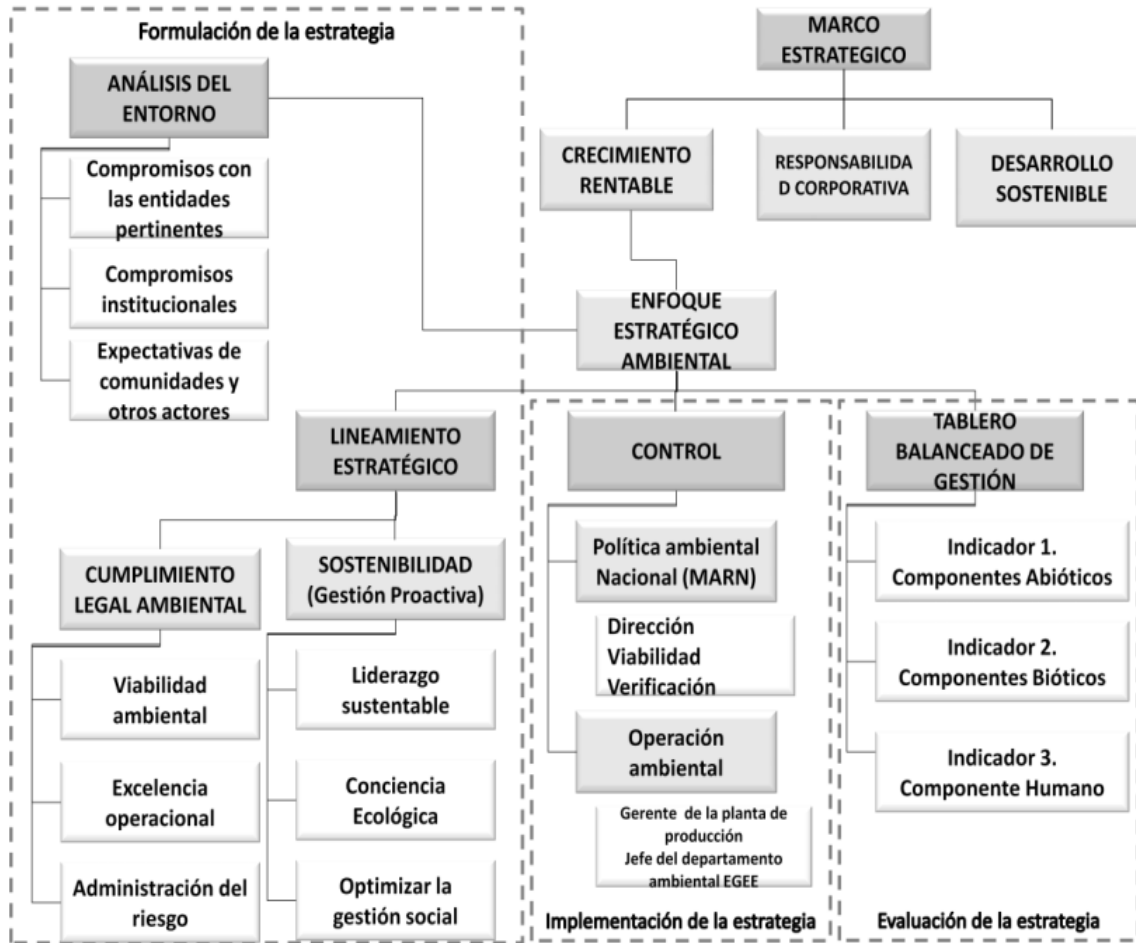 Formulación de la estrategia
ANÁLISIS DEL
ENTORNO
Compromisos con
las entidades
pertinentes
Compromisos
institucionales
Expectativas de
comunidades y
otros actores
MARCO
ESTRATEGICO
CRECIMIENTO
RENTABLE
RESPONSABILIDA
D CORPORATIVA
DESARROLLO
SOSTENIBLE
ENFOQUE
ESTRATÉGICO
AMBIENTAL
LINEAMIENTO
ESTRATÉGICO
CUMPLIMIENTO
LEGAL AMBIENTAL
Viabilidad
ambiental
Excelencia
operacional
Administración del
riesgo
SOSTENIBILIDAD
(Gestión Proactiva)
Liderazgo
sustentable
Conciencia
Ecológica
Optimizar la
gestión social
CONTROL
Política ambiental
Nacional (MARN)
Dirección
Viabilidad
Verificación
Operación
ambiental
Gerente de la planta de
producción
Jefe del departamento
ambiental EGEE
Implementación de la estrategia
TABLERO
BALANCEADO DE
GESTIÓN
Indicador 1.
Componentes Abióticos
Indicador 2.
Componentes Bióticos
Indicador 3.
Componente Humano
Evaluación de la estrategia